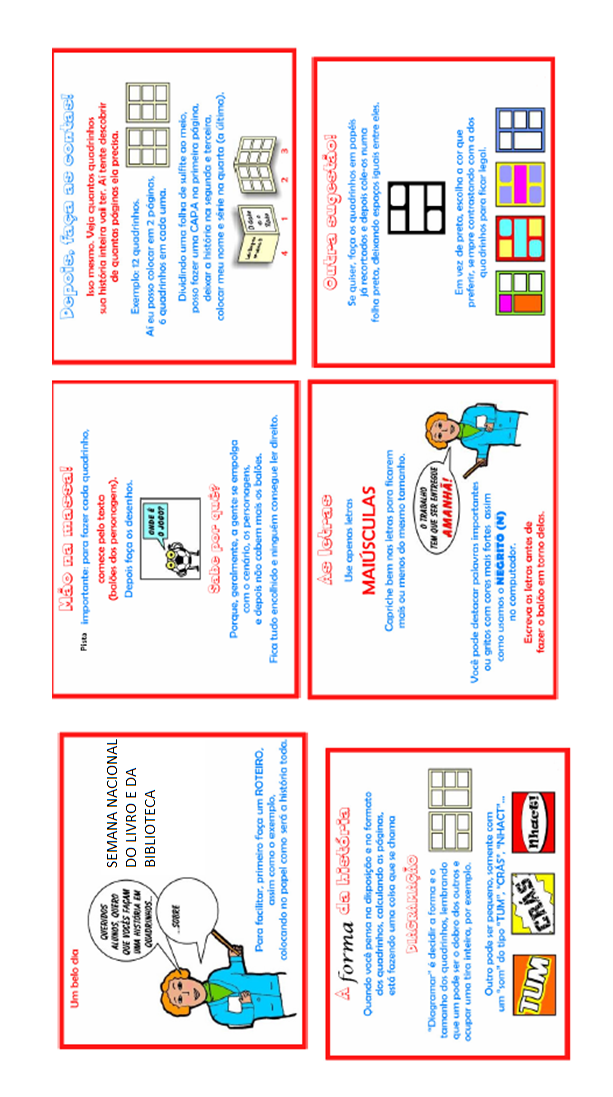 Um belo dia
QUERIDOS
ALUNOS, QUERO
QUE VOCÊS FAÇAM
UMA HISTÓRIA EM
QUADRINHOS...
SEMANA NACIONAL
DO LIVRO E DA
BIBLIOTECA
...SOBRE
Para facilitar, primeiro faça um ROTEIRO,
assim como o exemplo,
colocando no papel como será a história toda.
Mão na massa!
Pista importante: para fazer cada quadrinho,
comece pelo texto
(balões dos personagens).
Depois faça os desenhos.
ONDE É
O JOGO?
Sabe por quê?
Porque, geralmente, a gente se empolga
com o cenário, os personagens,
e depois não cabem mais os balões.
Fica tudo encolhido e ninguém consegue ler direito.
Depois, faça as contas!
Isso mesmo. Veja quantos quadrinhos
sua história inteira vai ter. Aí tente descobrir
de quantas páginas ela precisa.
Exemplo: 12 quadrinhos.
Aí eu posso colocar em 2 páginas,
6 quadrinhos em cada uma.
Dividindo uma folha de sulfite ao meio,
posso fazer uma CAPA na primeira página,
deixar a história na segunda e terceira,
colocar meu nome e série na quarta (a última).
4 1 2 3
A forma da história
Quando você pensa na disposição e no formato
dos quadrinhos, calculando as páginas,
está fazendo uma coisa que se chama
DIAGRAMAÇÃO
"Diagramar" é decidir a forma e o
tamanho dos quadrinhos, lembrando
que um pode ser o dobro dos outros e
ocupar uma tira inteira, por exemplo.
Outro pode ser pequeno, somente com
um "som" do tipo "TUM", "CRÁS", "NHACT"...
TUM
CRÁS
Nhact!
As letras
Use apenas letras
MAIÚSCULAS
Capriche bem nas letras para ficarem
mais ou menos do mesmo tamanho.
O TRABALHO
TEM QUE SER ENTREGUE
AMANHÃ!
Você pode destacar palavras importantes
ou gritos com cores mais fortes assim
como usamos o NEGRITO (N)
no computador.
Escreva as letras antes de
fazer o balão em torno delas.
Outra sugestão!
Se quiser, faça os quadrinhos em papéis
já recortados e depois cole-os numa
folha preta, deixando espaços iguais entre eles.
Em vez de preta, escolha a cor que
preferir, sempre contrastando com a dos
quadrinhos para ficar legal.